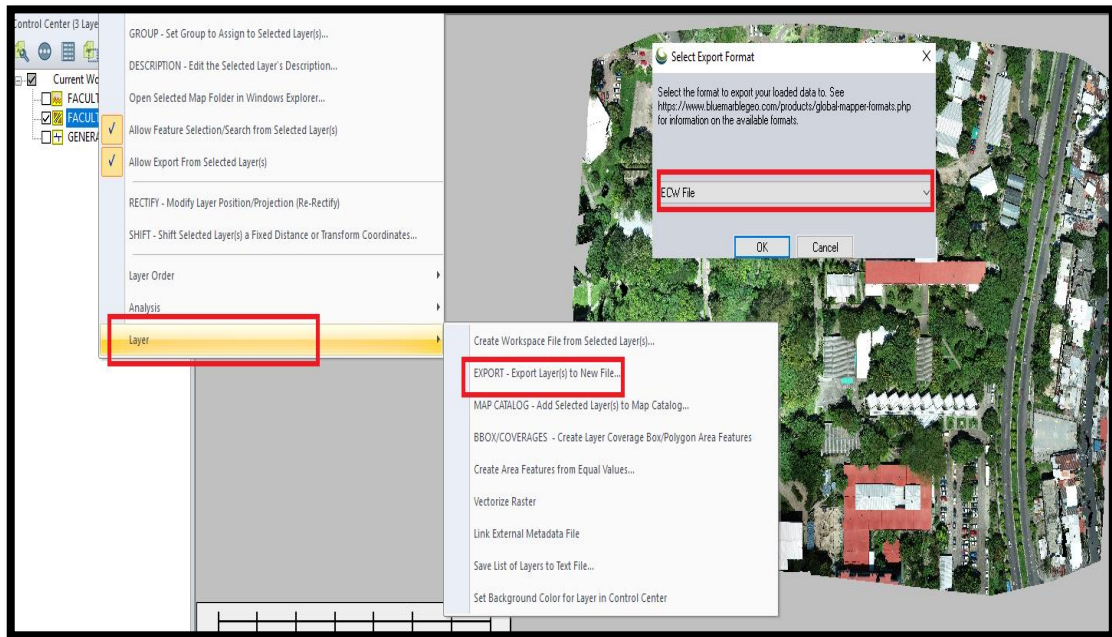 Control Center (3 Laye
Current Wo
FACULT
FACULT
GENERA
GROUP - Set Group to Assign to Selected Layer(s)...
DESCRIPTION - Edit the Selected Layer's Description...
Open Selected Map Folder in Windows Explorer...
Allow Feature Selection/Search from Selected Layer(s)
Allow Export From Selected Layer(s)
RECTIFY - Modify Layer Position/Projection (Re-Rectify)
SHIFT - Shift Selected Layer(s) a Fixed Distance or Transform Coordinates...
Layer Order
Analysis
Layer
Create Workspace File from Selected Layer(s)...
EXPORT - Export Layer(s) to New File...
MAP CATALOG - Add Selected Layer(s) to Map Catalog...
BBOX/COVERAGES - Create Layer Coverage Box/Polygon Area Features
Create Area Features from Equal Values...
Vectorize Raster
Link External Metadata File
Save List of Layers to Text File...
Set Background Color for Layer in Control Center
Select Export Format
Select the format to export your loaded data to. See
https://www.bluemarblegeo.com/products/global-mapper-formats.php
for information on the available formats.
ECW File
OK
Cancel